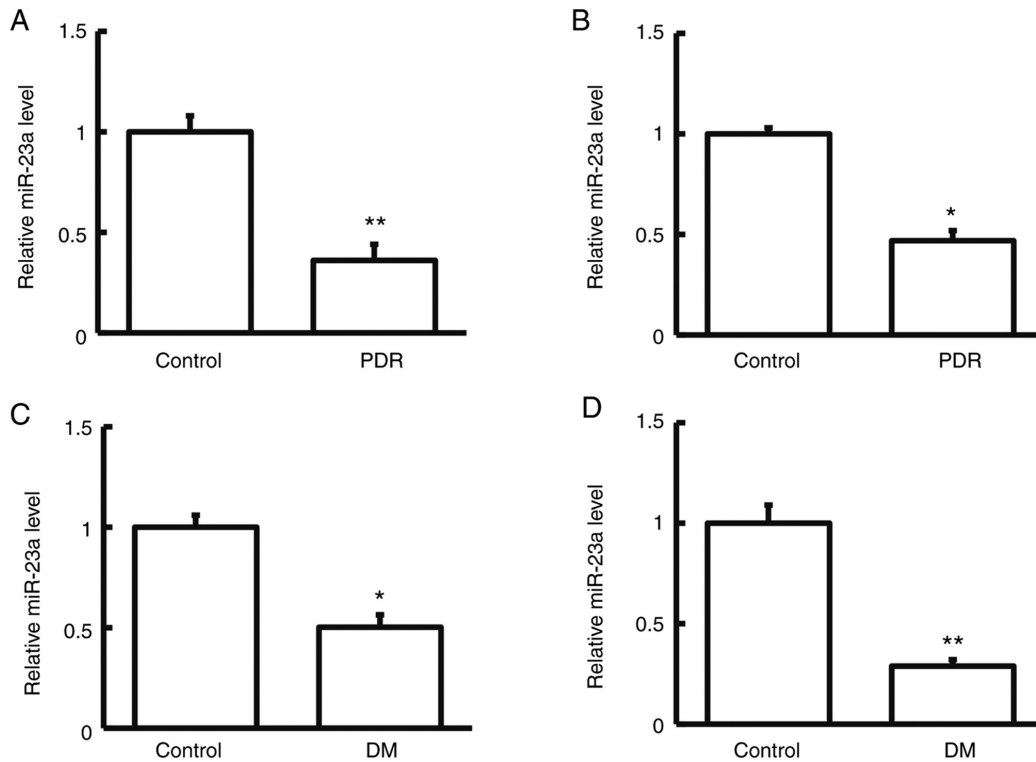 A
1.5
1
0.5
0
Relative miR-23a level
**
Control
PDR
B
1.5
1
0.5
0
Relative miR-23a level
*
Control
PDR
C
1.5
1
0.5
0
Relative miR-23a level
*
Control
DM
D
1.5
1
0.5
0
Relative miR-23a level
**
Control
DM